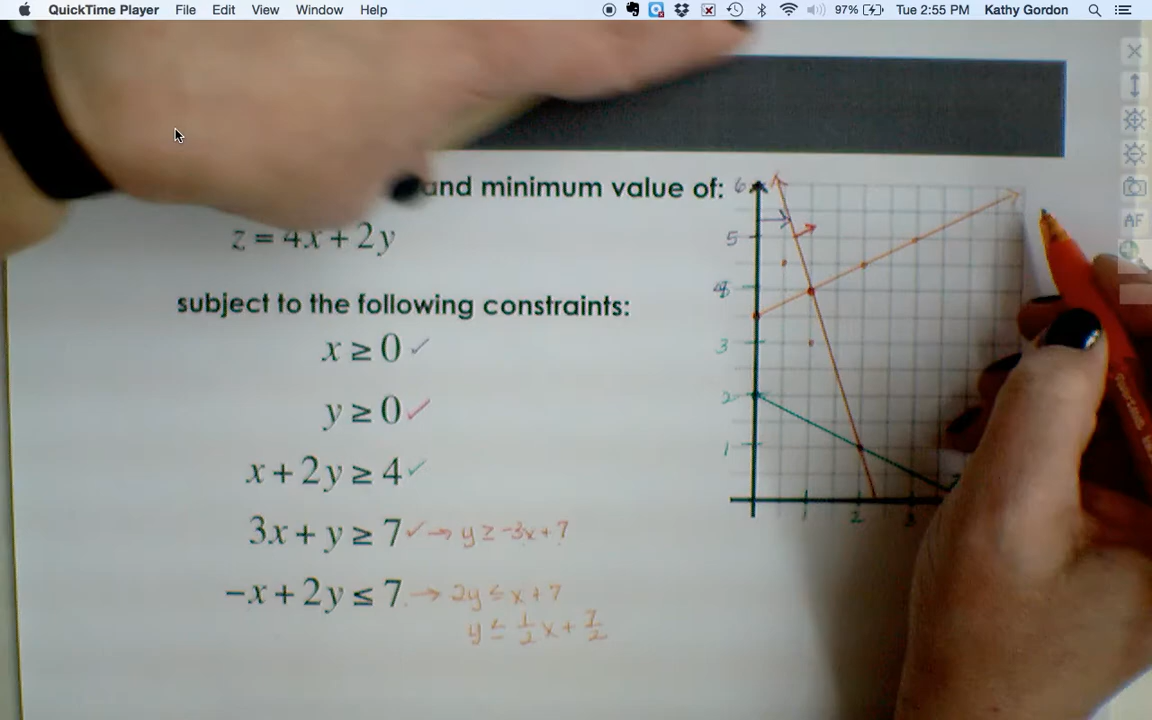 QuickTime Player File Edit View Window Help 97% Tue 2:55 PM Kathy Gordon
AF
and minimum value of:
z = 4x + 2y
subject to the following constraints:
x ≥ 0 ✓
y ≥ 0 ✓
x + 2y ≥ 4 ✓
3x + y ≥ 7 ✓ → y ≥ -3x + 7
-x + 2y ≤ 7 → 2y ≤ x + 7
y ≤ 1/2 x + 7/2
6
5
4
3
2
1
1 2 3